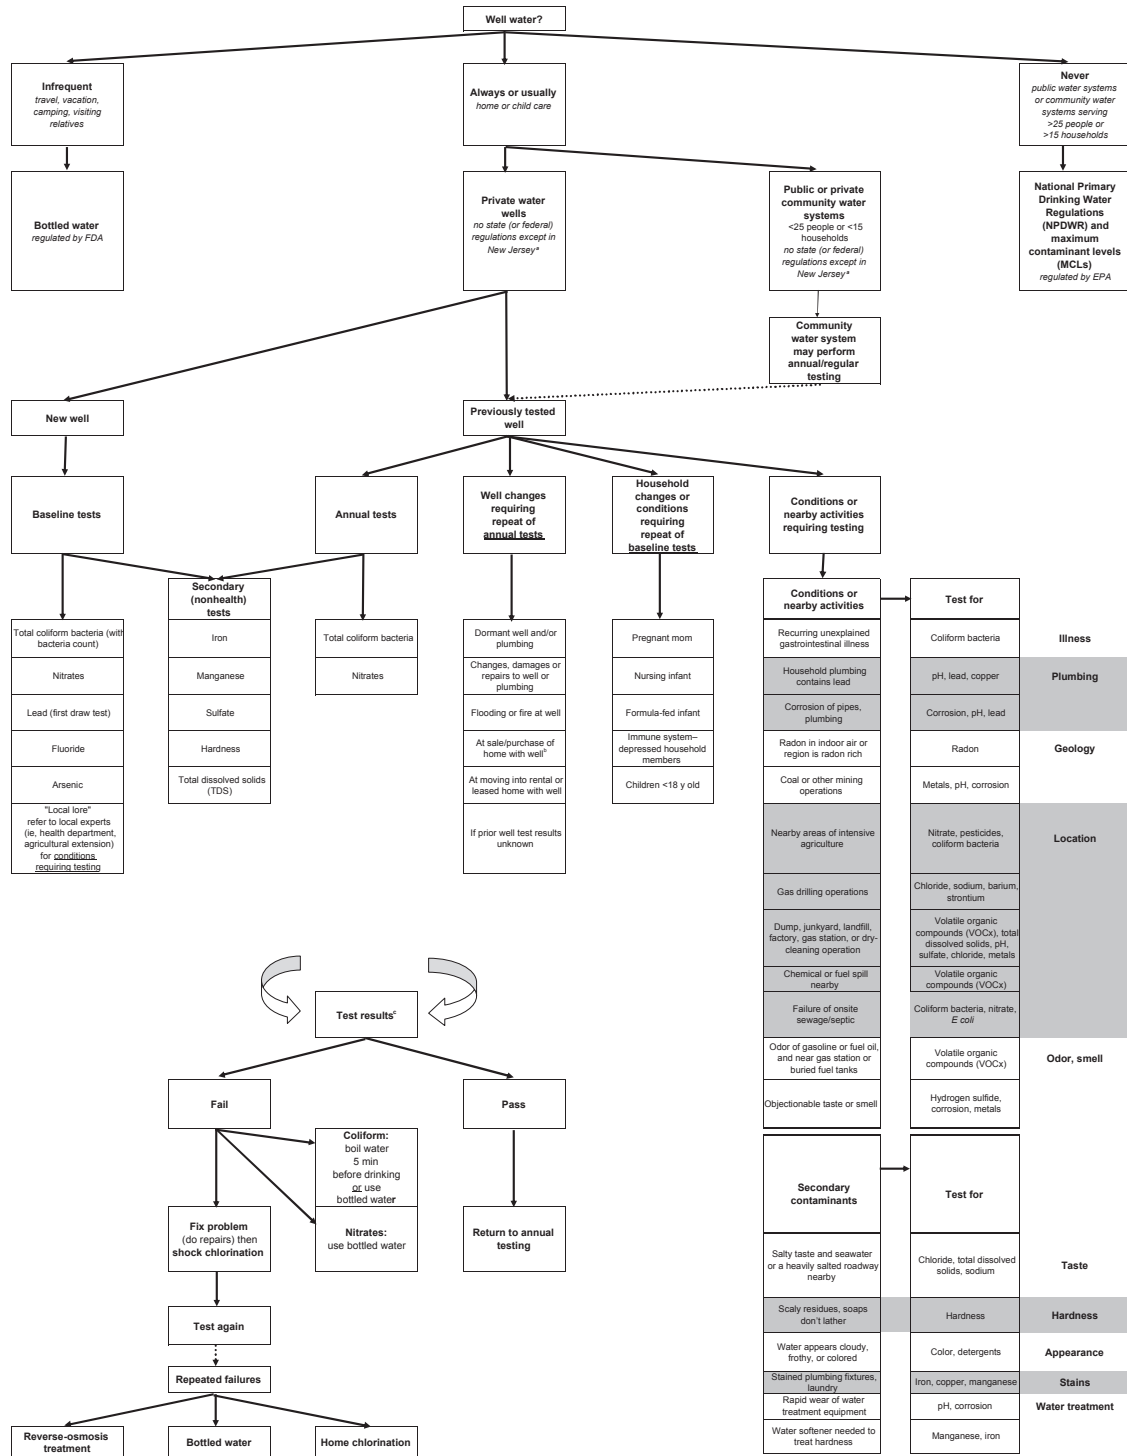 Well water?
Infrequent
travel, vacation,
camping, visiting
relatives
Always or usually
home or child care
Never
public water systems
or community water
systems serving
>25 people or
>15 households
Bottled water
regulated by FDA
Private water
wells
no state (or federal)
regulations except in
New Jerseyª
Public or private
community water
systems
<25 people or <15
households
no state (or federal)
regulations except in
New Jerseyª
National Primary
Drinking Water
Regulations
(NPDWR) and
maximum
contaminant levels
(MCLs)
regulated by EPA
Community
water system
may perform
annual/regular
testing
New well
Previously tested
well
Baseline tests
Annual tests
Well changes
requiring
repeat of
annual tests
Household
changes or
conditions
requiring
repeat of
baseline tests
Conditions or
nearby activities
requiring testing
Total coliform bacteria (with
bacteria count)
Nitrates
Lead (first draw test)
Fluoride
Arsenic
"Local lore"
refer to local experts
(ie, health department,
agricultural extension)
for conditions
requiring testing
Secondary
(nonhealth)
tests
Iron
Manganese
Sulfate
Hardness
Total dissolved solids
(TDS)
Total coliform bacteria
Nitrates
Dormant well and/or
plumbing
Changes, damages or
repairs to well or
plumbing
Flooding or fire at well
At sale/purchase of
home with wellᵇ
At moving into rental or
leased home with well
If prior well test results
unknown
Pregnant mom
Nursing infant
Formula-fed infant
Immune system–
depressed household
members
Children <18 y old
Conditions or
nearby activities
Test for
Recurring unexplained
gastrointestinal illness
Coliform bacteria
Illness
Household plumbing
contains lead
pH, lead, copper
Plumbing
Corrosion of pipes,
plumbing
Corrosion, pH, lead
Radon in indoor air or
region is radon rich
Radon
Geology
Coal or other mining
operations
Metals, pH, corrosion
Nearby areas of intensive
agriculture
Nitrate, pesticides,
coliform bacteria
Location
Gas drilling operations
Chloride, sodium, barium,
strontium
Dump, junkyard, landfill,
factory, gas station, or dry-
cleaning operation
Volatile organic
compounds (VOCx), total
dissolved solids, pH,
sulfate, chloride, metals
Chemical or fuel spill
nearby
Volatile organic
compounds (VOCx)
Failure of onsite
sewage/septic
Coliform bacteria, nitrate,
E coli
Odor of gasoline or fuel oil,
and near gas station or
buried fuel tanks
Volatile organic
compounds (VOCx)
Odor, smell
Objectionable taste or smell
Hydrogen sulfide,
corrosion, metals
Secondary
contaminants
Test for
Salty taste and seawater
or a heavily salted roadway
nearby
Chloride, total dissolved
solids, sodium
Taste
Scaly residues, soaps
don't lather
Hardness
Hardness
Water appears cloudy,
frothy, or colored
Color, detergents
Appearance
Stained plumbing fixtures,
laundry
Iron, copper, manganese
Stains
Rapid wear of water
treatment equipment
pH, corrosion
Water treatment
Water softener needed to
treat hardness
Manganese, iron
Test resultsᶜ
Fail
Pass
Coliform:
boil water
5 min
before drinking
or use
bottled water
Nitrates:
use bottled water
Fix problem
(do repairs) then
shock chlorination
Return to annual
testing
Test again
Repeated failures
Reverse-osmosis
treatment
Bottled water
Home chlorination